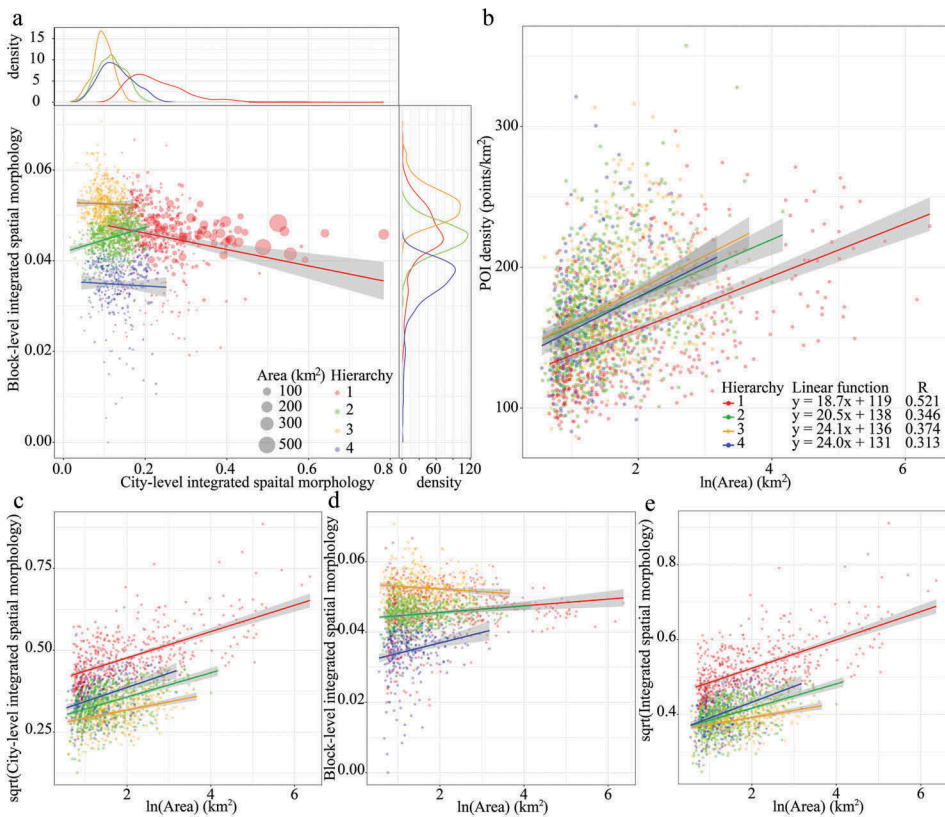 a
density
15
10
5
0
Block-level integrated spatial morphology
0.06
0.04
0.02
0.00
Area (km²) Hierarchy
100 1
200 2
300 3
500 4
0.0 0.2 0.4 0.6 0.8
City-level integrated spaital morphology
0 60 120
density
b
POI density (points/km²)
300
200
100
Hierarchy Linear function R
1 y = 18.7x + 119 0.521
2 y = 20.5x + 138 0.346
3 y = 24.1x + 136 0.374
4 y = 24.0x + 131 0.313
2 4 6
ln(Area) (km²)
c
sqrt(City-level integrated spatial morphology)
0.75
0.50
0.25
2 4 6
ln(Area) (km²)
d
Block-level integrated spatial morphology
0.06
0.04
0.02
0.00
2 4 6
ln(Area) (km²)
e
sqrt(Integrated spatial morphology)
0.8
0.6
0.4
2 4 6
ln(Area) (km²)